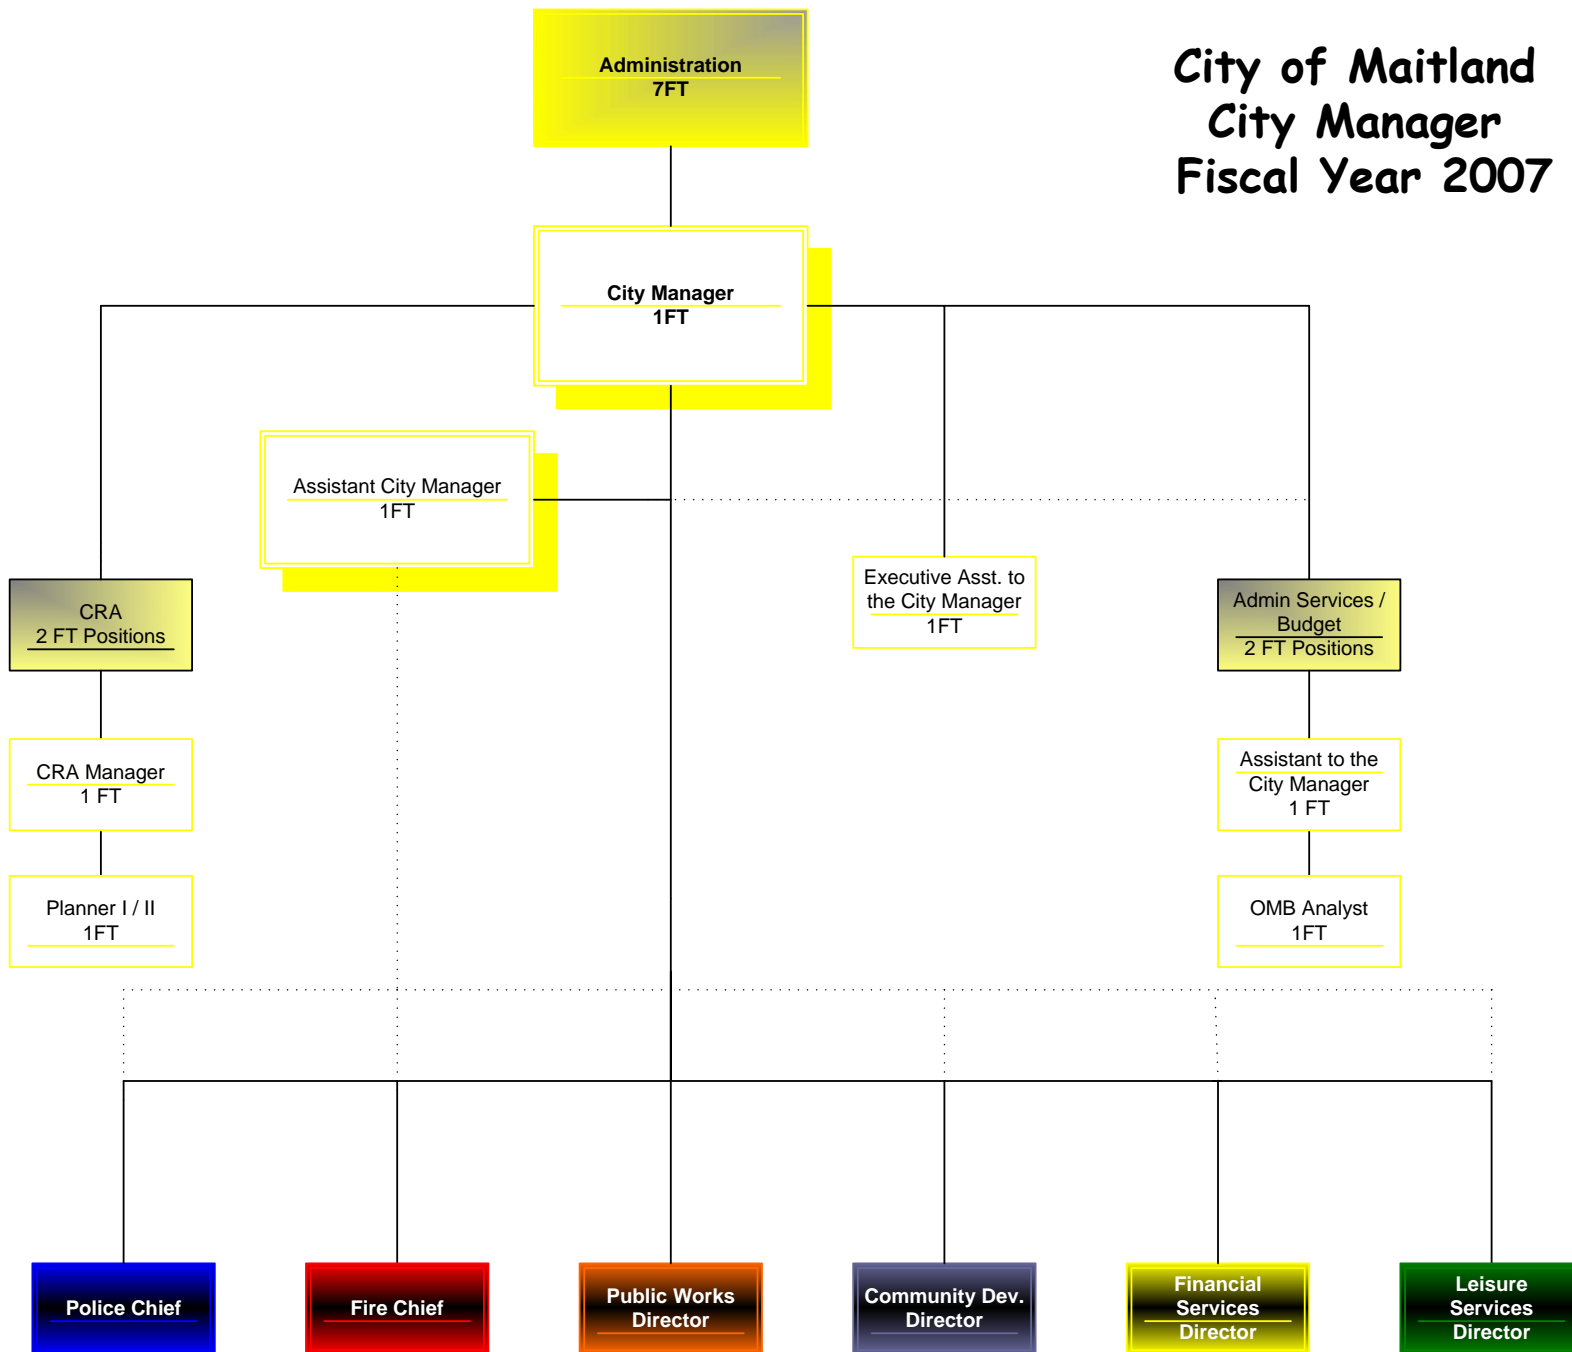 City of Maitland
City Manager
Fiscal Year 2007
Administration
7FT
City Manager
1FT
Assistant City Manager
1FT
Executive Asst. to
the City Manager
1FT
CRA
2 FT Positions
Admin Services /
Budget
2 FT Positions
CRA Manager
1 FT
Assistant to the
City Manager
1 FT
Planner I / II
1FT
OMB Analyst
1FT
Police Chief
Fire Chief
Public Works
Director
Community Dev.
Director
Financial
Services
Director
Leisure
Services
Director